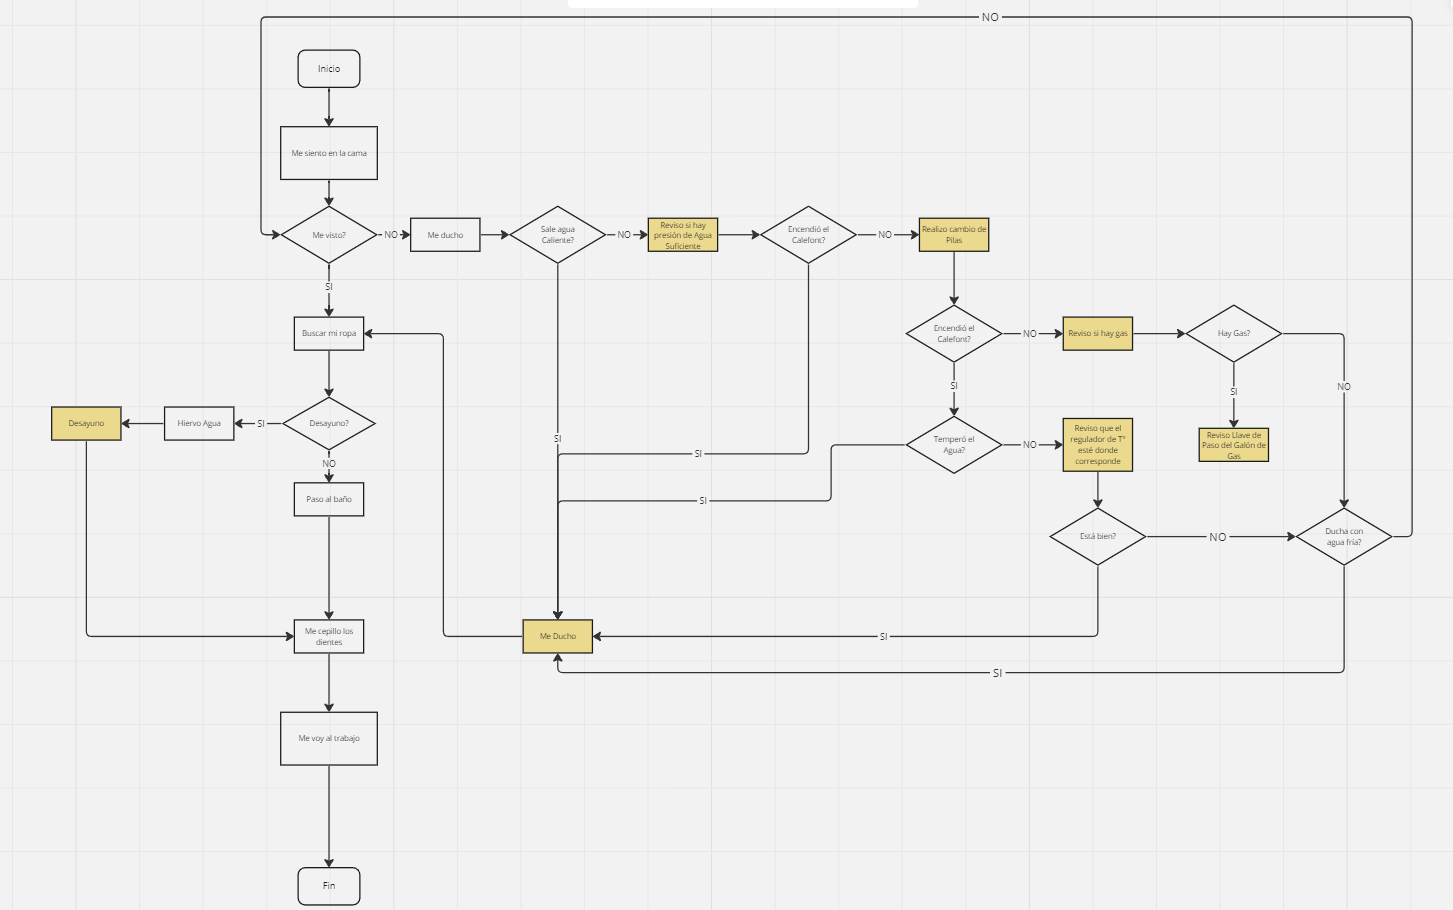 NO
Inicio
Me siento en la cama
Me visto?
NO
Me ducho
Sale agua
Caliente?
NO
Reviso si hay
presión de Agua
Suficiente
Encendió el
Calefont?
NO
Realizo cambio de
Pilas
SI
Buscar mi ropa
Encendió el
Calefont?
NO
Reviso si hay gas
Hay Gas?
SI
SI
NO
Desayuno
Hiervo Agua
SI
Desayuno?
NO
SI
SI
Temperó el
Agua?
NO
Reviso que el
regulador de T°
esté donde
corresponde
Reviso Llave de
Paso del Galón de
Gas
Paso al baño
SI
Está bien?
NO
Ducha con
agua fría?
Me cepillo los
dientes
Me Ducho
SI
SI
Me voy al trabajo
Fin